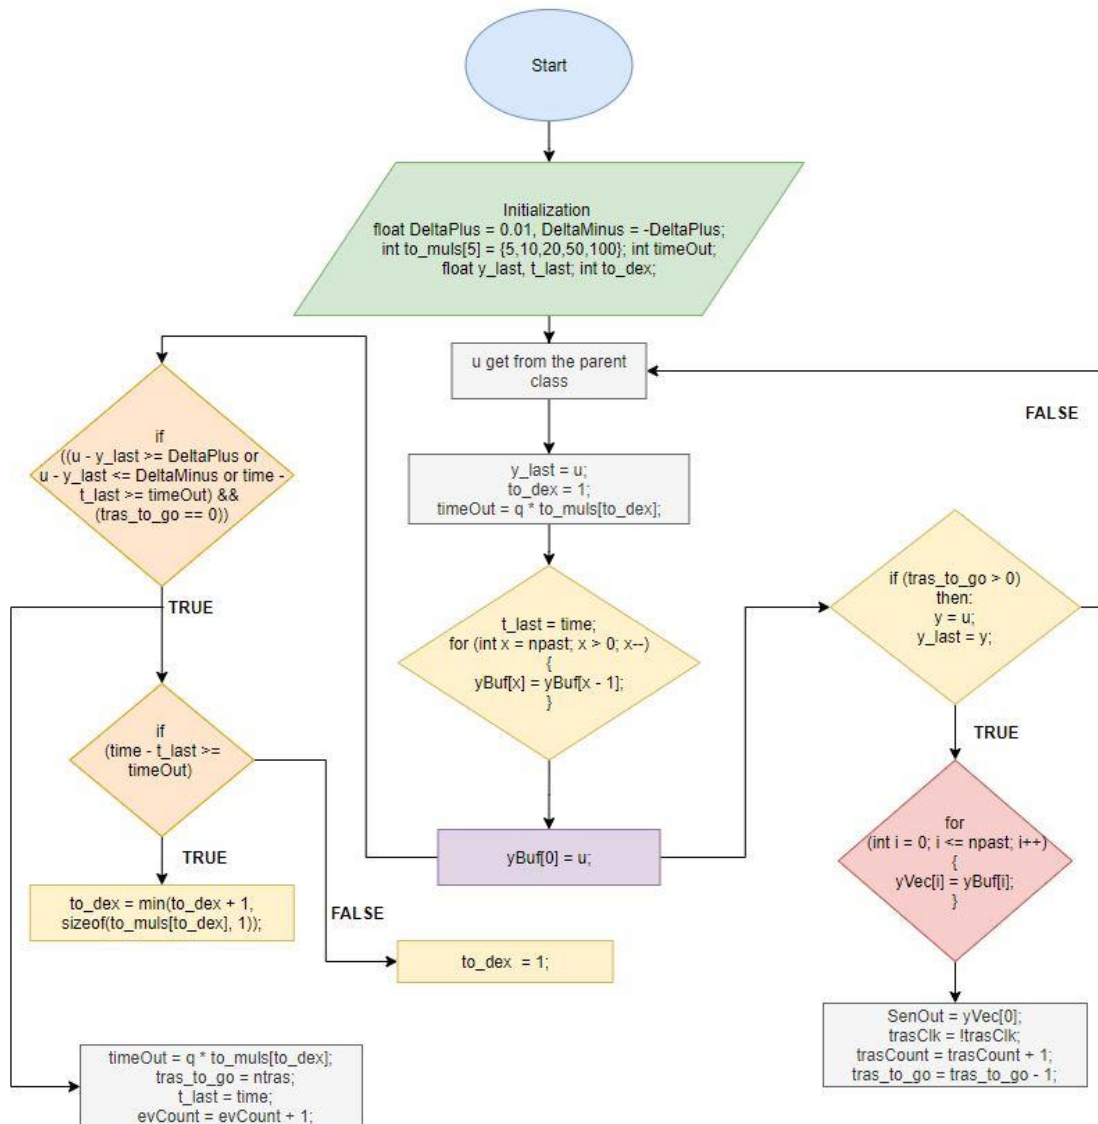 Start
Initialization
float DeltaPlus = 0.01, DeltaMinus = -DeltaPlus;
int to_muls[5] = {5,10,20,50,100}; int timeOut;
float y_last, t_last; int to_dex;
u get from the parent
class
FALSE
if
((u - y_last >= DeltaPlus or
u - y_last <= DeltaMinus or time -
t_last >= timeOut) &&
(tras_to_go == 0))
y_last = u;
to_dex = 1;
timeOut = q * to_muls[to_dex];
if (tras_to_go > 0)
then:
y = u;
y_last = y;
TRUE
t_last = time;
for (int x = npast; x > 0; x--)
{
yBuf[x] = yBuf[x - 1];
}
if
(time - t_last >=
timeOut)
TRUE
TRUE
yBuf[0] = u;
for
(int i = 0; i <= npast; i++)
{
yVec[i] = yBuf[i];
}
to_dex = min(to_dex + 1,
sizeof(to_muls[to_dex], 1));
FALSE
to_dex = 1;
SenOut = yVec[0];
trasClk = !trasClk;
trasCount = trasCount + 1;
tras_to_go = tras_to_go - 1;
timeOut = q * to_muls[to_dex];
tras_to_go = ntras;
t_last = time;
evCount = evCount + 1;